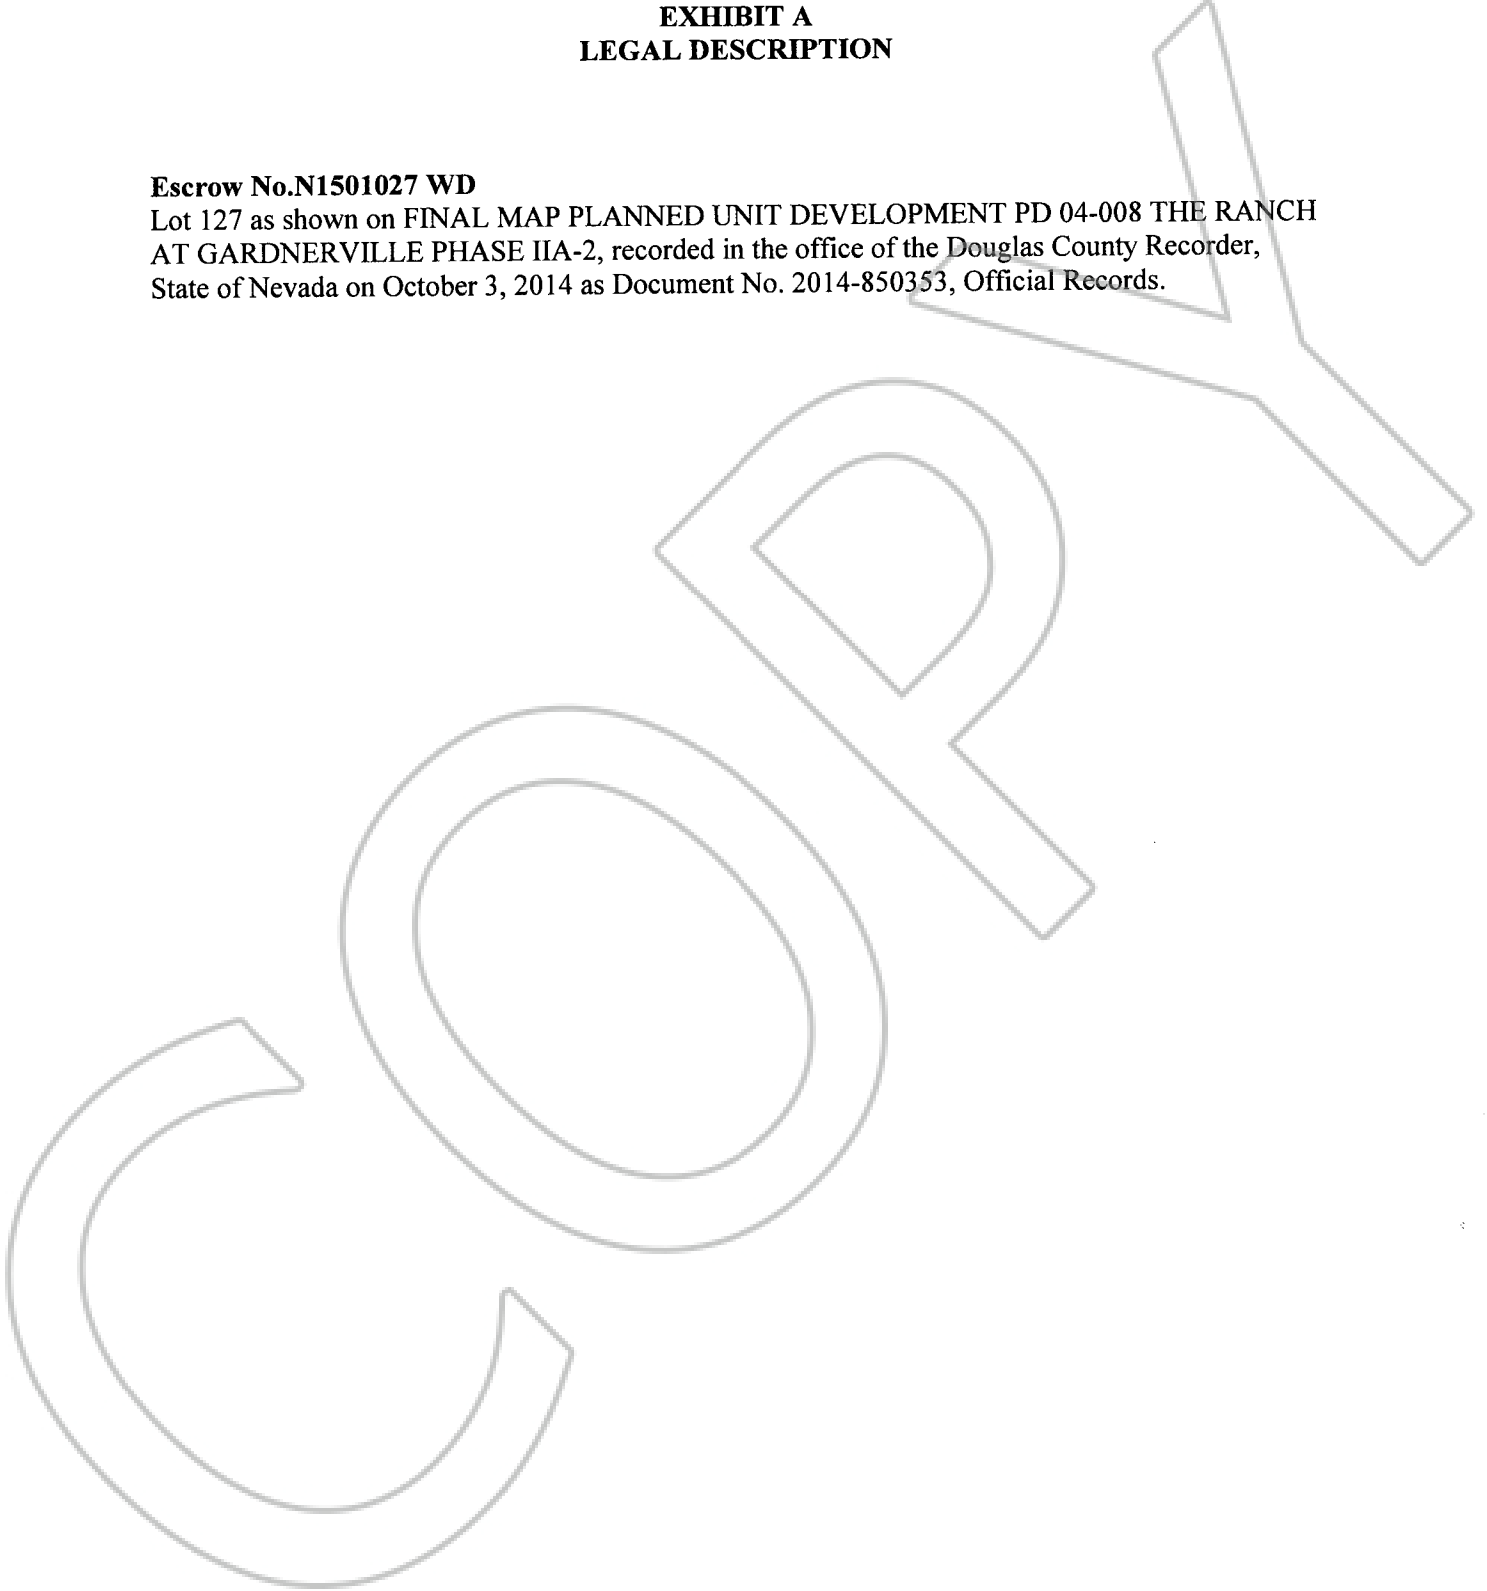 EXHIBIT A
LEGAL DESCRIPTION
Escrow No.N1501027 WD
Lot 127 as shown on FINAL MAP PLANNED UNIT DEVELOPMENT PD 04-008 THE RANCH
AT GARDNERVILLE PHASE IIA-2, recorded in the office of the Douglas County Recorder,
State of Nevada on October 3, 2014 as Document No. 2014-850353, Official Records.
COPY